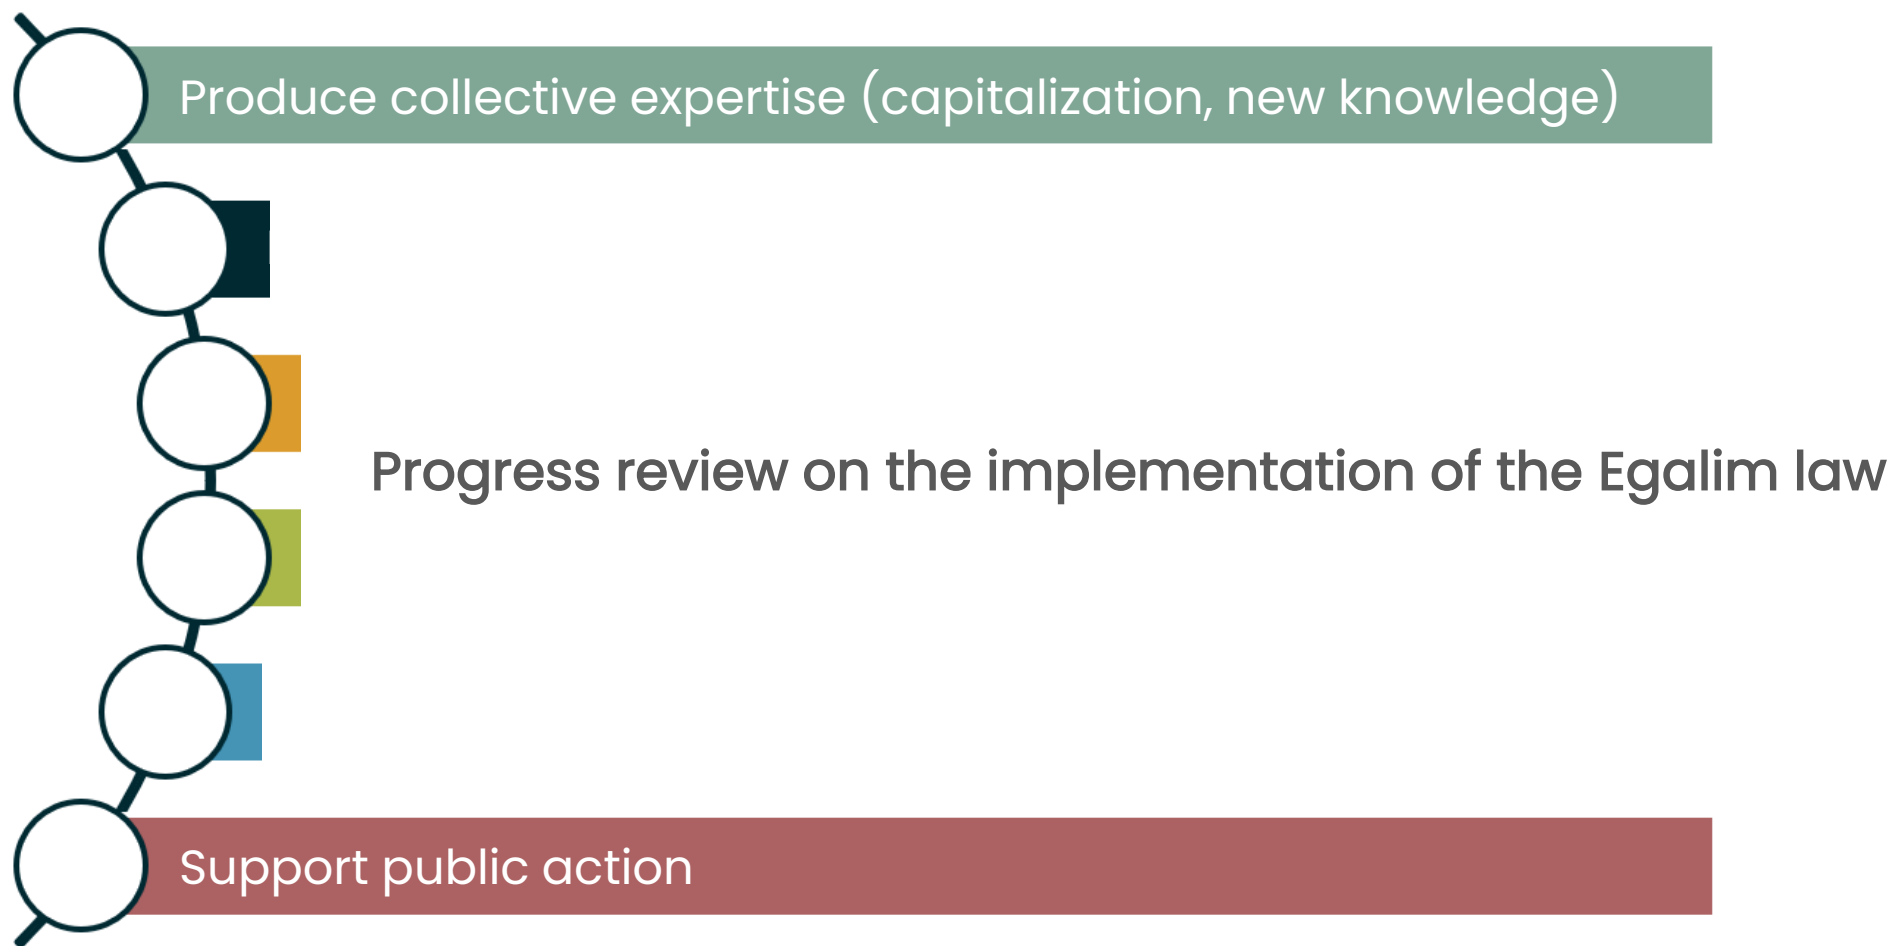 Produce collective expertise (capitalization, new knowledge)
Progress review on the implementation of the Egalim law
Support public action